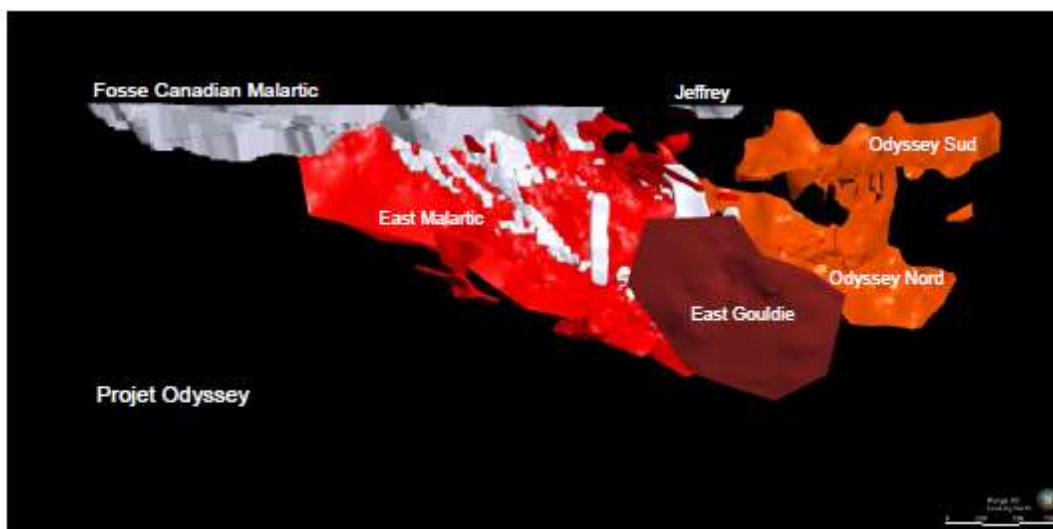 Fosse Canadian Malartic
Jeffrey
Odyssey Sud
East Malartic
Odyssey Nord
East Gouldie
Projet Odyssey